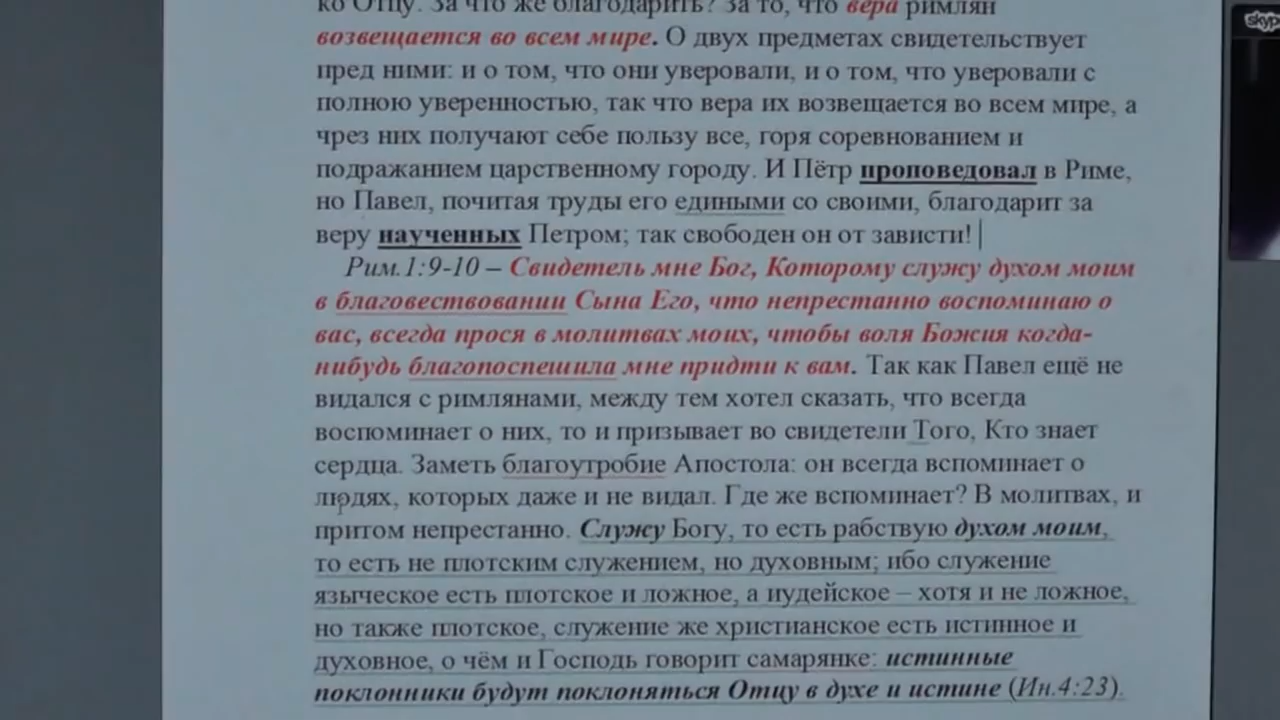 ко Отцу. За что же благодарить? За то, что вера римлян
возвещается во всем мире. О двух предметах свидетельствует
пред ними: и о том, что они уверовали, и о том, что уверовали с
полною уверенностью, так что вера их возвещается во всем мире, а
чрез них получают себе пользу все, горя соревнованием и
подражанием царственному городу. И Пётр проповедовал в Риме,
но Павел, почитая труды его едиными со своими, благодарит за
веру наученных Петром; так свободен он от зависти!
Рим.1:9-10 – Свидетель мне Бог, Которому служу духом моим
в благовествовании Сына Его, что непрестанно воспоминаю о
вас, всегда прося в молитвах моих, чтобы воля Божия когда-
нибудь благопоспешила мне придти к вам. Так как Павел ещё не
видался с римлянами, между тем хотел сказать, что всегда
воспоминает о них, то и призывает во свидетели Того, Кто знает
сердца. Заметь благоутробие Апостола: он всегда вспоминает о
людях, которых даже и не видал. Где же вспоминает? В молитвах, и
притом непрестанно. Служу Богу, то есть рабствую духом моим,
то есть не плотским служением, но духовным; ибо служение
языческое есть плотское и ложное, а иудейское – хотя и не ложное,
но также плотское, служение же христианское есть истинное и
духовное, о чём и Господь говорит самарянке: истинные
поклонники будут поклоняться Отцу в духе и истине (Ин.4:23).